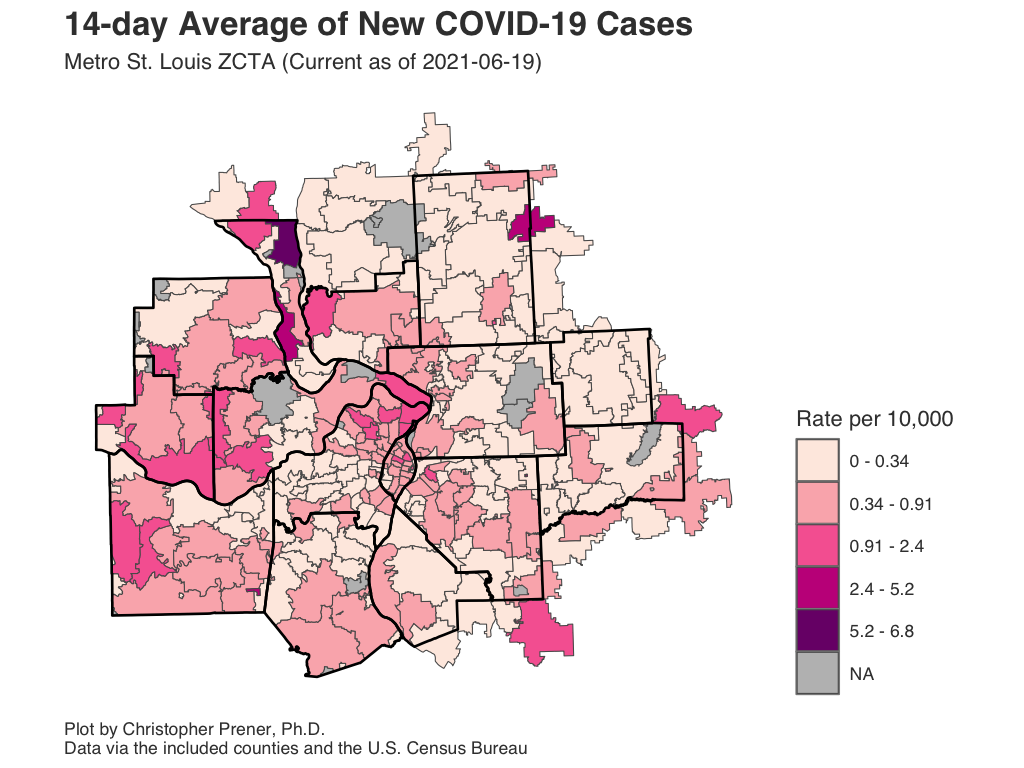 14-day Average of New COVID-19 Cases
Metro St. Louis ZCTA (Current as of 2021-06-19)
Rate per 10,000
0 - 0.34
0.34 - 0.91
0.91 - 2.4
2.4 - 5.2
5.2 - 6.8
NA
Plot by Christopher Prener, Ph.D.
Data via the included counties and the U.S. Census Bureau